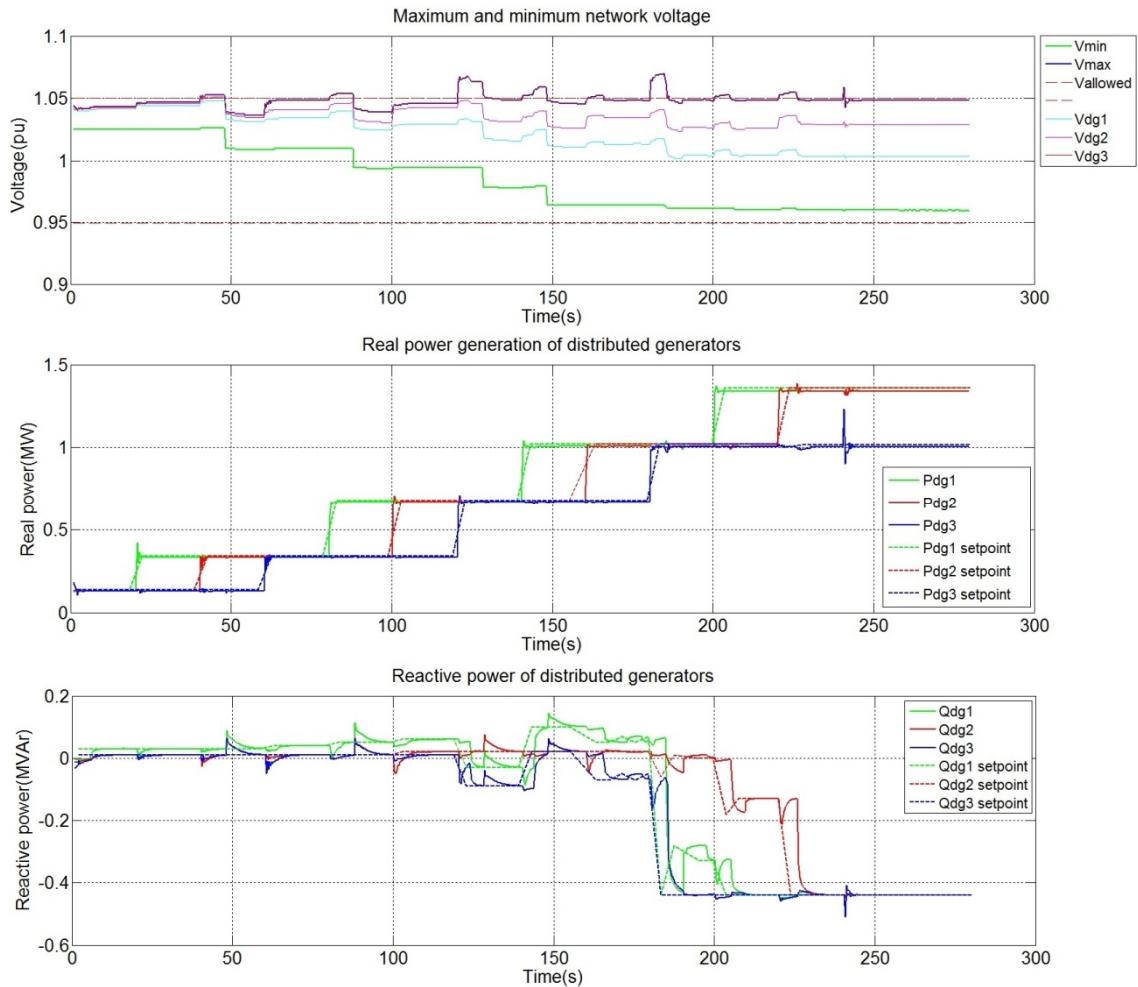 Maximum and minimum network voltage
1.1
1.05
1
0.95
0.9
Voltage(pu)
0
50
100
150
200
250
300
Time(s)
Vmin
Vmax
Vallowed
Vdg1
Vdg2
Vdg3
Real power generation of distributed generators
1.5
1
0.5
0
Real power(MW)
0
50
100
150
200
250
300
Time(s)
Pdg1
Pdg2
Pdg3
Pdg1 setpoint
Pdg2 setpoint
Pdg3 setpoint
Reactive power of distributed generators
0.2
0
-0.2
-0.4
-0.6
Reactive power(MVAr)
0
50
100
150
200
250
300
Time(s)
Qdg1
Qdg2
Qdg3
Qdg1 setpoint
Qdg2 setpoint
Qdg3 setpoint